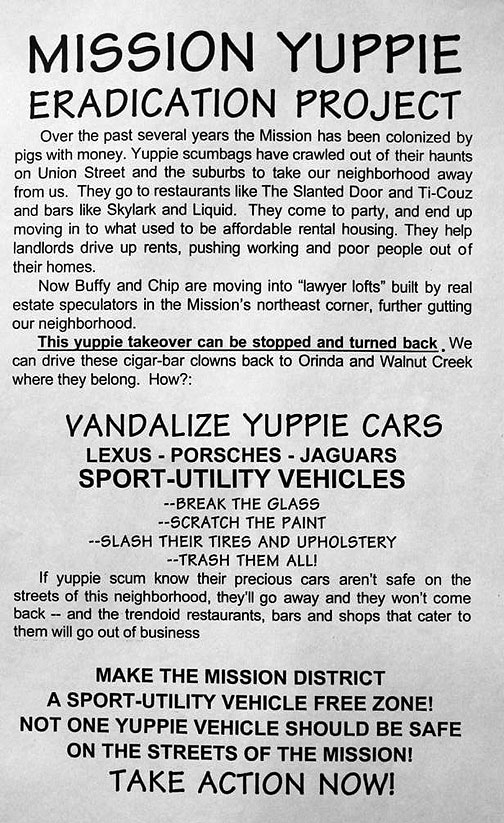 MISSION YUPPIE
ERADICATION PROJECT
Over the past several years the Mission has been colonized by
pigs with money. Yuppie scumbags have crawled out of their haunts
on Union Street and the suburbs to take our neighborhood away
from us. They go to restaurants like The Slanted Door and Ti-Couz
and bars like Skylark and Liquid. They come to party, and end up
moving in to what used to be affordable rental housing. They help
landlords drive up rents, pushing working and poor people out of
their homes.
Now Buffy and Chip are moving into “lawyer lofts” built by real
estate speculators in the Mission’s northeast corner, further gutting
our neighborhood.
This yuppie takeover can be stopped and turned back. We
can drive these cigar-bar clowns back to Orinda and Walnut Creek
where they belong. How?:
VANDALIZE YUPPIE CARS
LEXUS - PORSCHES - JAGUARS
SPORT-UTILITY VEHICLES
--BREAK THE GLASS
--SCRATCH THE PAINT
--SLASH THEIR TIRES AND UPHOLSTERY
--TRASH THEM ALL!
If yuppie scum know their precious cars aren’t safe on the
streets of this neighborhood, they’ll go away and they won’t come
back -- and the trendoid restaurants, bars and shops that cater to
them will go out of business
MAKE THE MISSION DISTRICT
A SPORT-UTILITY VEHICLE FREE ZONE!
NOT ONE YUPPIE VEHICLE SHOULD BE SAFE
ON THE STREETS OF THE MISSION!
TAKE ACTION NOW!